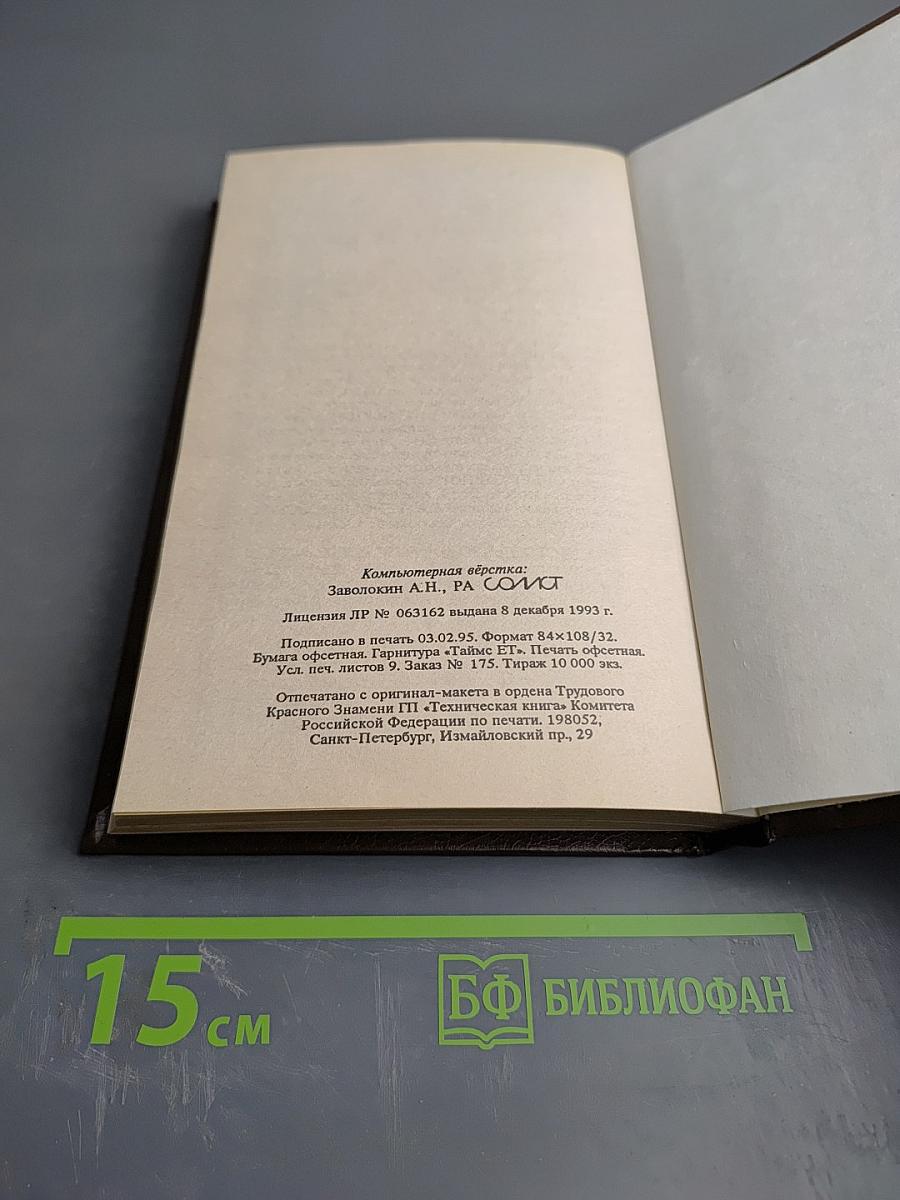 Компьютерная вёрстка:
Заволокин А.Н., РА СОЛИСТ
Лицензия ЛР № 063162 выдана 8 декабря 1993 г.
Подписано в печать 03.02.95. Формат 84×108/32.
Бумага офсетная. Гарнитура «Таймс ЕТ». Печать офсетная.
Усл. печ. листов 9. Заказ № 175. Тираж 10 000 экз.
Отпечатано с оригинал-макета в ордена Трудового
Красного Знамени ГП «Техническая книга» Комитета
Российской Федерации по печати. 198052,
Санкт-Петербург, Измайловский пр., 29
15 см
БФ БИБЛИОФАН